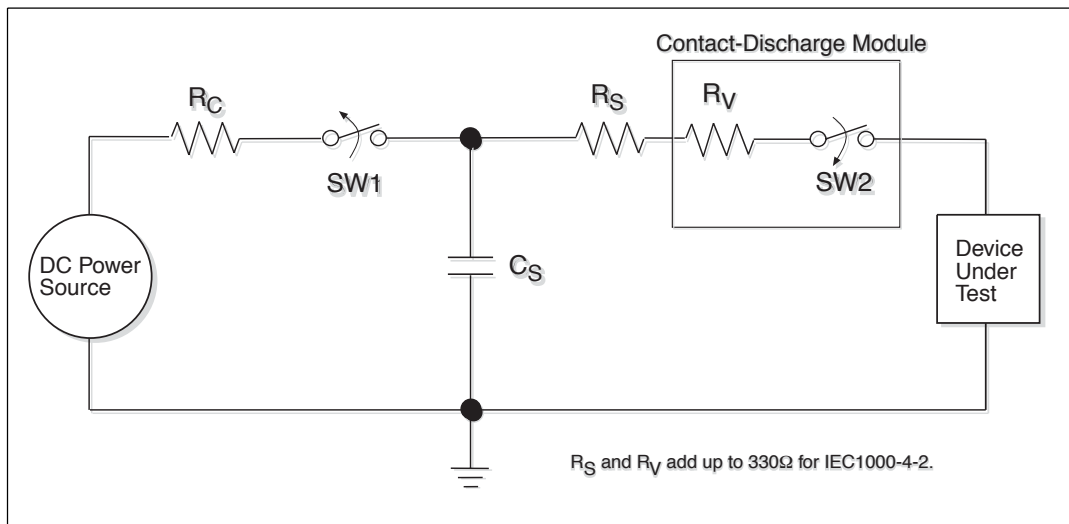 Contact-Discharge Module
RC
RS
RV
SW1
SW2
CS
DC Power
Source
Device
Under
Test
RS and RV add up to 330Ω for IEC1000-4-2.